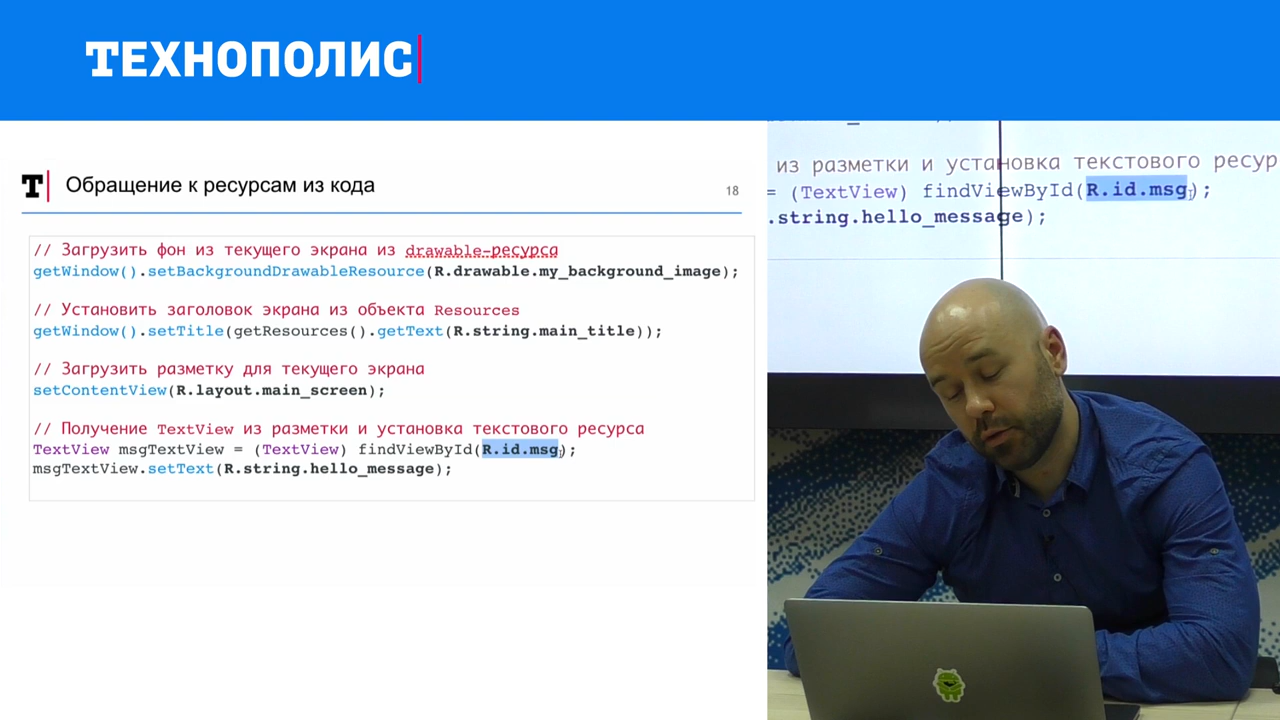 ТЕХНОПОЛИС
Т Обращение к ресурсам из кода
18
// Загрузить фон из текущего экрана из drawable-ресурса
getWindow().setBackgroundDrawableResource(R.drawable.my_background_image);
// Установить заголовок экрана из объекта Resources
getWindow().setTitle(getResources().getText(R.string.main_title));
// Загрузить разметку для текущего экрана
setContentView(R.layout.main_screen);
// Получение TextView из разметки и установка текстового ресурса
TextView msgTextView = (TextView) findViewById(R.id.msg);
msgTextView.setText(R.string.hello_message);
из разметки и установка текстового ресур
= (TextView) findViewById(R.id.msg);
.string.hello_message);